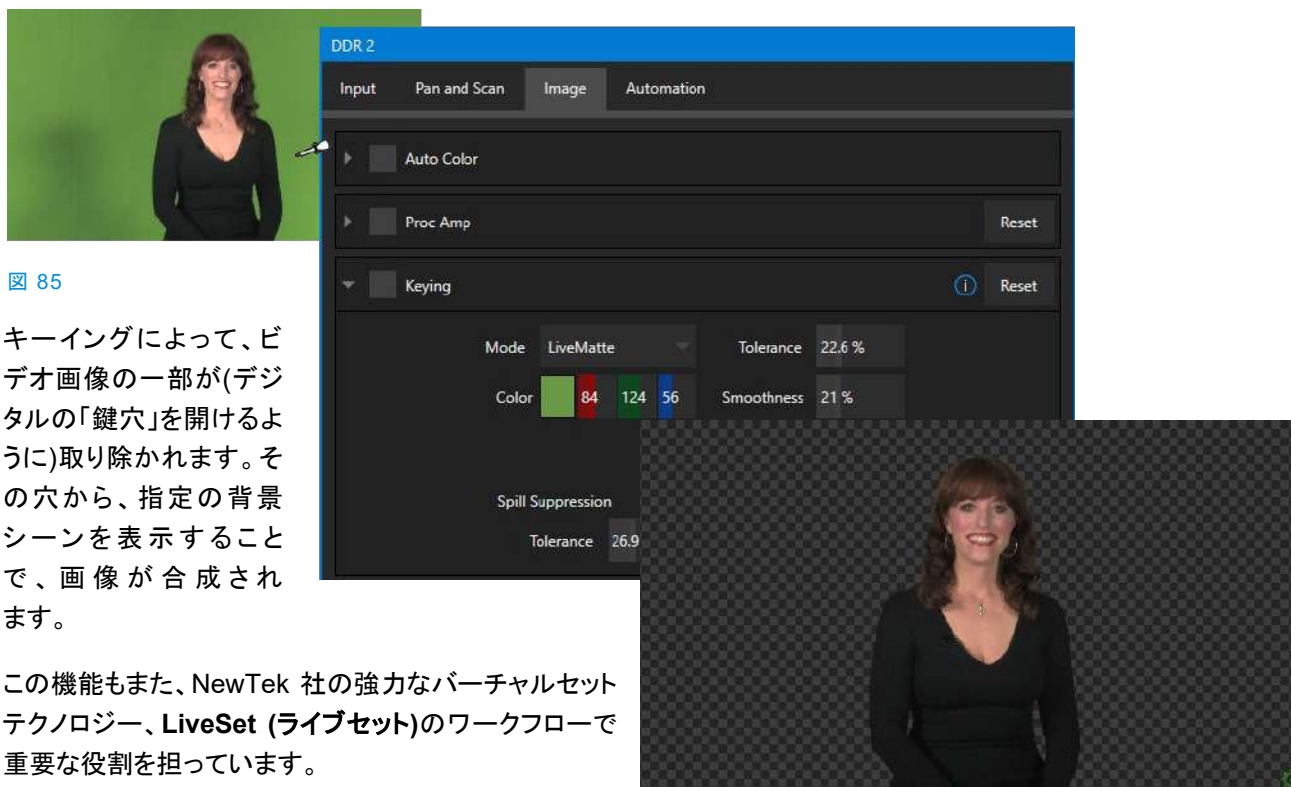 DDR 2
Input Pan and Scan Image Automation
Auto Color
Proc Amp Reset
Keying Reset
Mode LiveMatte Tolerance 22.6 %
Color 84 124 56 Smoothness 21 %
Spill Suppression
Tolerance 26.9
図 85
キーイングによって、ビ
デオ画像の一部が(デジ
タルの「鍵穴」を開けるよ
うに)取り除かれます。そ
の穴から、指定の背景
シーンを表示すること
で、画像が合成され
ます。
この機能もまた、NewTek 社の強力なバーチャルセット
テクノロジー、LiveSet (ライブセット)のワークフローで
重要な役割を担っています。